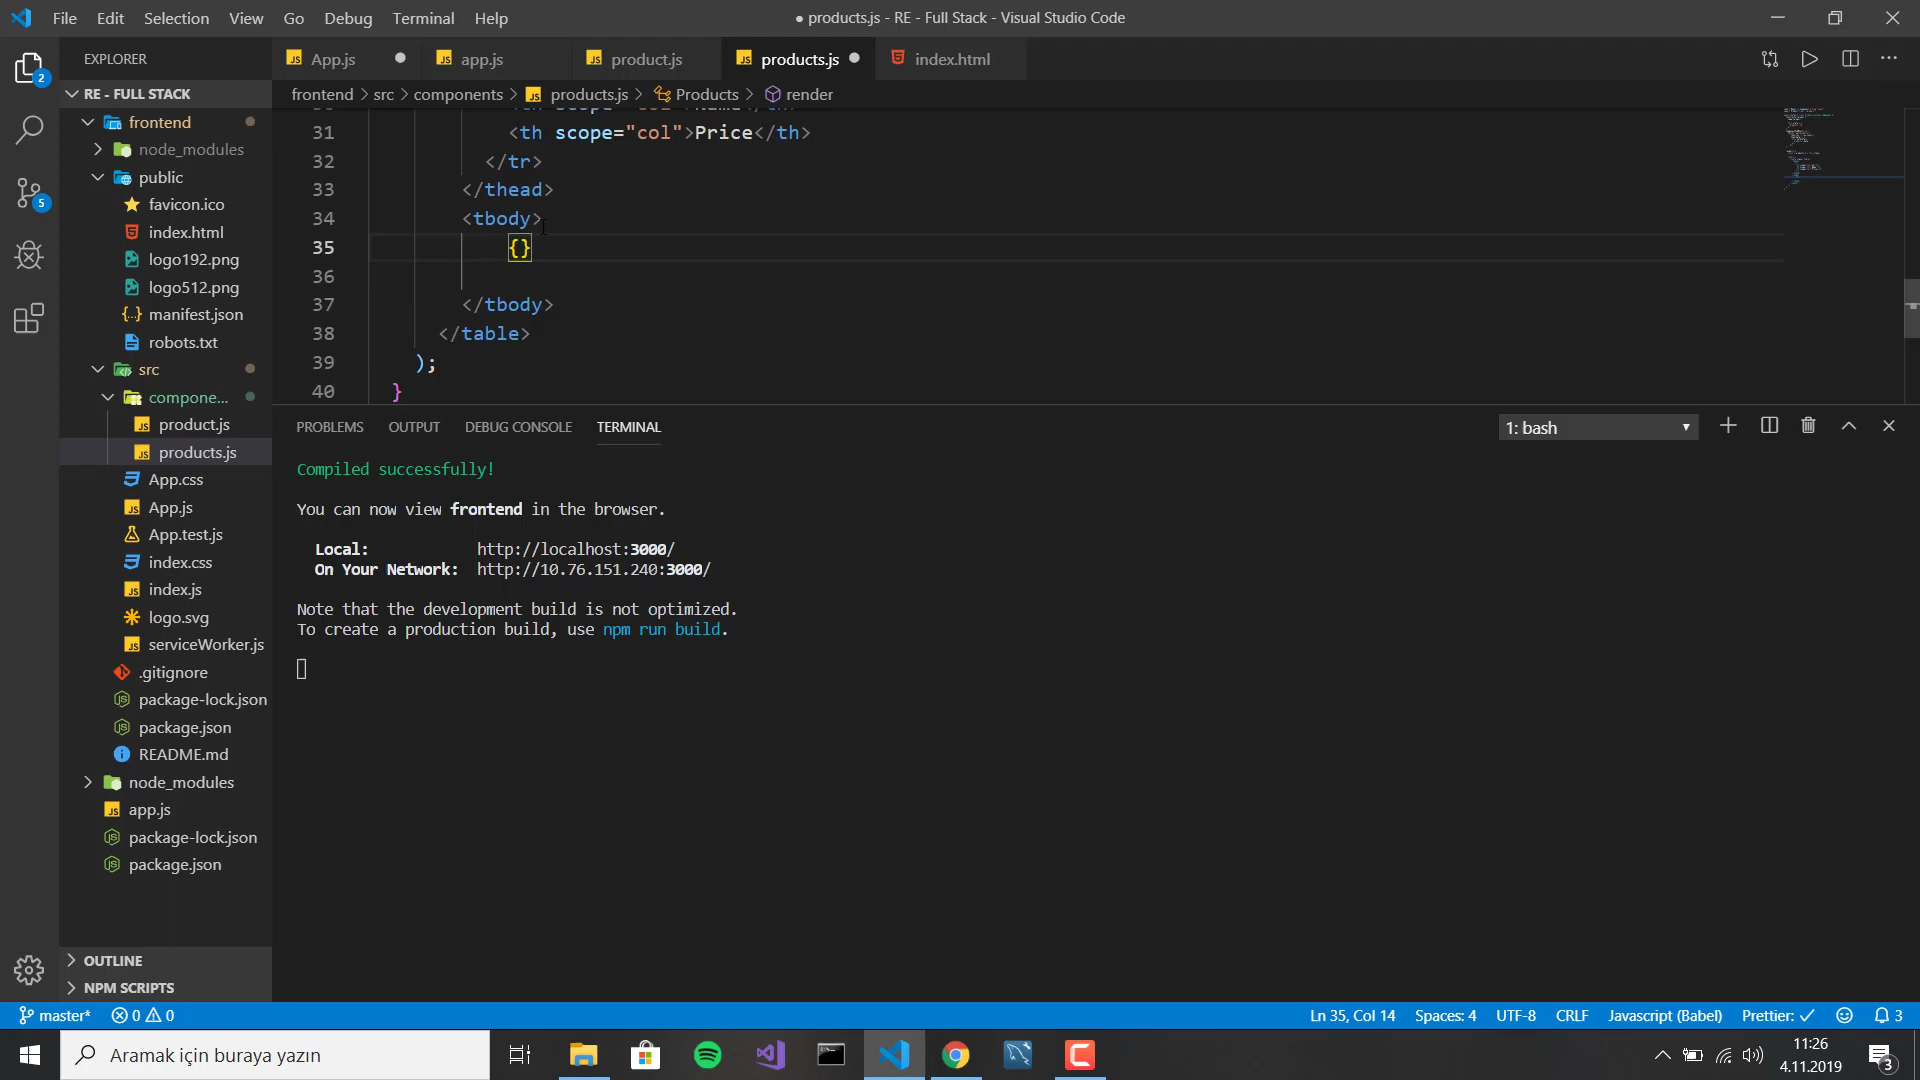 File Edit Selection View Go Debug Terminal Help
● products.js - RE - Full Stack - Visual Studio Code
EXPLORER
App.js
app.js
product.js
products.js
index.html
RE - FULL STACK
frontend > src > components > products.js > Products > render
frontend
node_modules
public
favicon.ico
index.html
logo192.png
logo512.png
manifest.json
robots.txt
src
compone...
product.js
products.js
App.css
App.js
App.test.js
index.css
index.js
logo.svg
serviceWorker.js
.gitignore
package-lock.json
package.json
README.md
node_modules
app.js
package-lock.json
package.json
OUTLINE
NPM SCRIPTS
2
5
31 <th scope="col">Price</th>
32 </tr>
33 </thead>
34 <tbody>
35 {}
36
37 </tbody>
38 </table>
39 );
40 }
PROBLEMS OUTPUT DEBUG CONSOLE TERMINAL
1: bash
Compiled successfully!
You can now view frontend in the browser.
Local: http://localhost:3000/
On Your Network: http://10.76.151.240:3000/
Note that the development build is not optimized.
To create a production build, use npm run build.
master* 0 0
Ln 35, Col 14 Spaces: 4 UTF-8 CRLF Javascript (Babel) Prettier: ✓ 3
Aramak için buraya yazın
11:26
4.11.2019
3